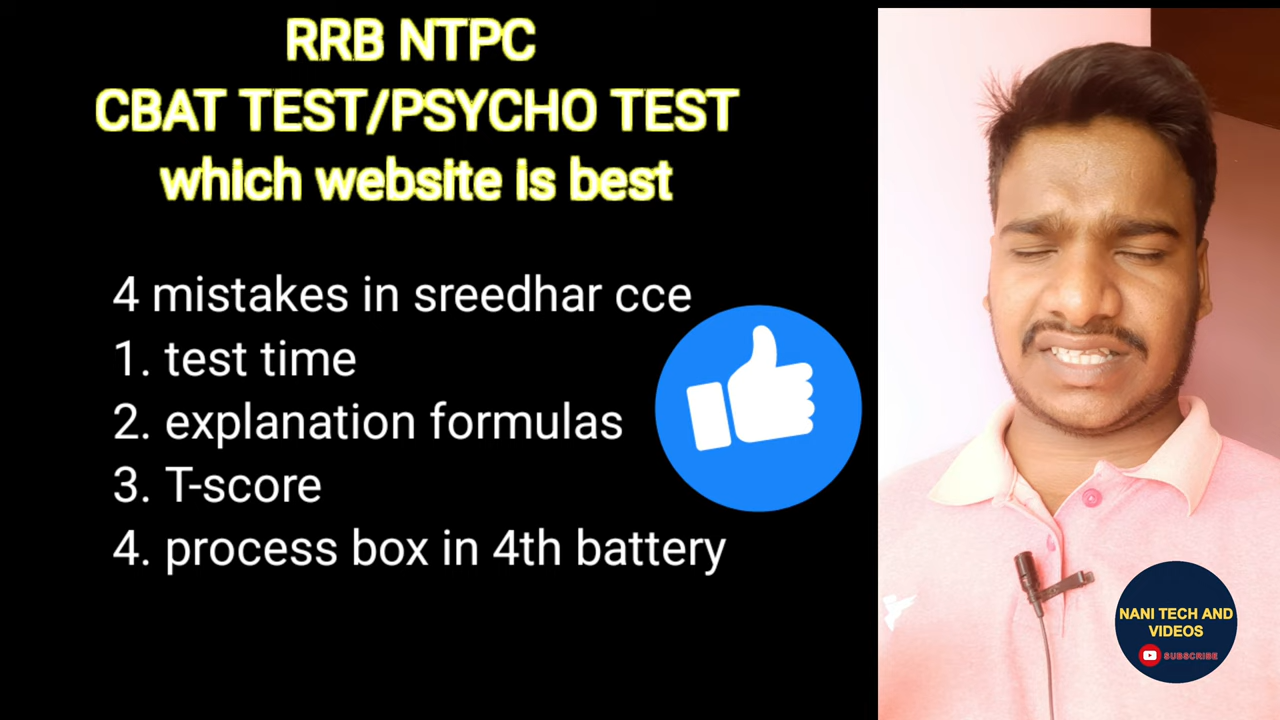 RRB NTPC
CBAT TEST/PSYCHO TEST
which website is best
4 mistakes in sreedhar cce
1. test time
2. explanation formulas
3. T-score
4. process box in 4th battery
NANI TECH AND
VIDEOS
SUBSCRIBE